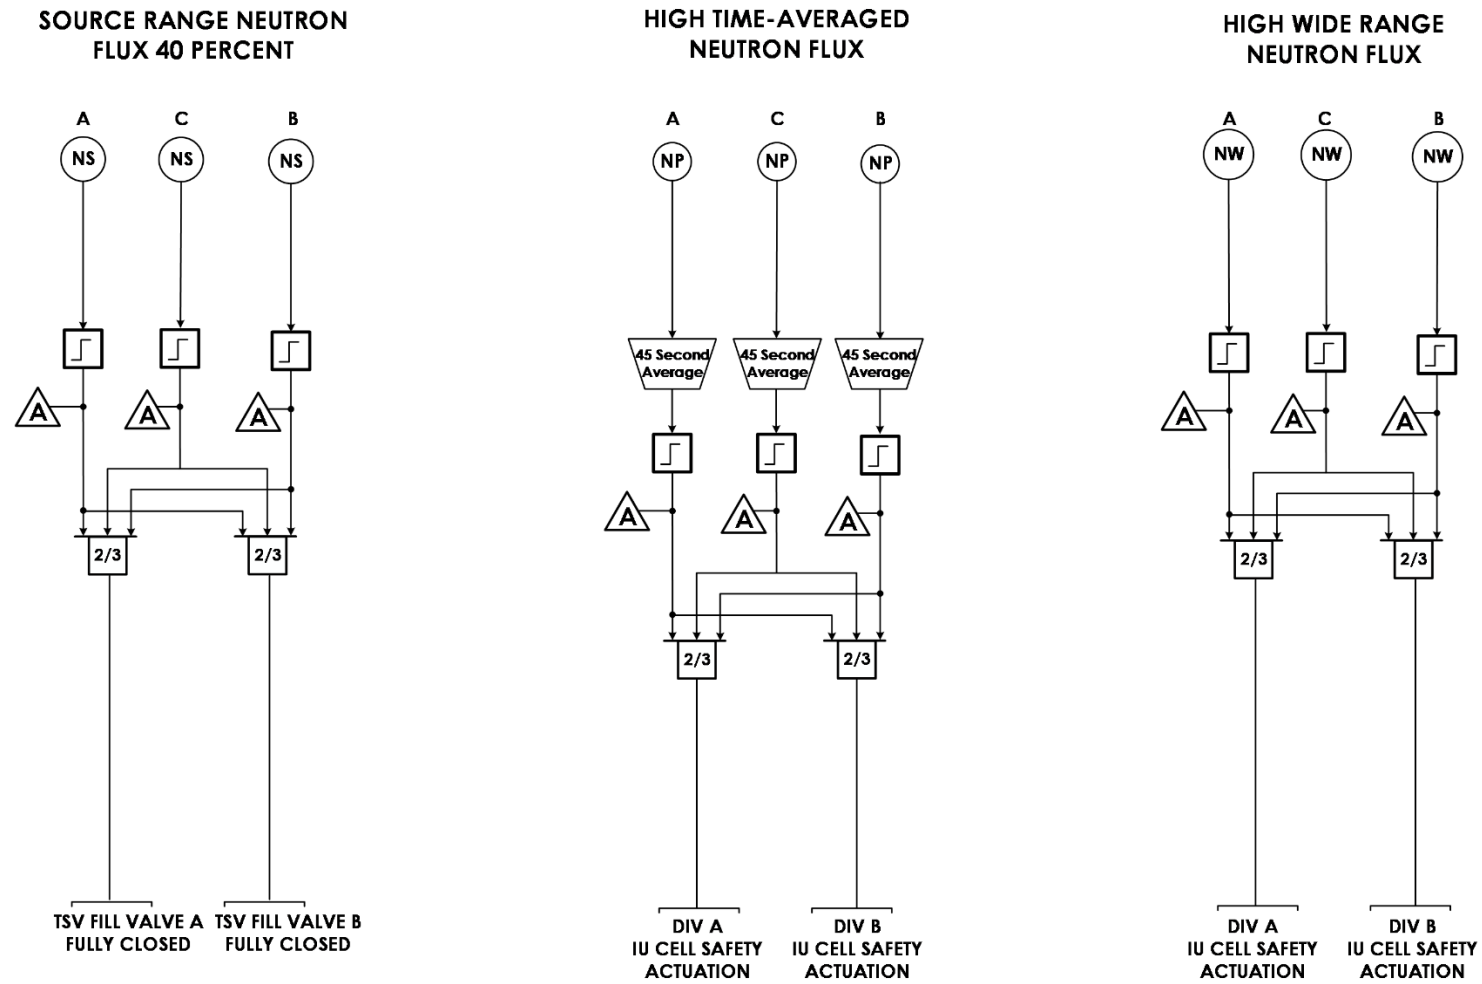 SOURCE RANGE NEUTRON
FLUX 40 PERCENT
A
C
B
NS
NS
NS
A
A
A
2/3
2/3
TSV FILL VALVE A
FULLY CLOSED
TSV FILL VALVE B
FULLY CLOSED
HIGH TIME-AVERAGED
NEUTRON FLUX
A
C
B
NP
NP
NP
45 Second
Average
45 Second
Average
45 Second
Average
A
A
A
2/3
2/3
DIV A
IU CELL SAFETY
ACTUATION
DIV B
IU CELL SAFETY
ACTUATION
HIGH WIDE RANGE
NEUTRON FLUX
A
C
B
NW
NW
NW
A
A
A
2/3
2/3
DIV A
IU CELL SAFETY
ACTUATION
DIV B
IU CELL SAFETY
ACTUATION